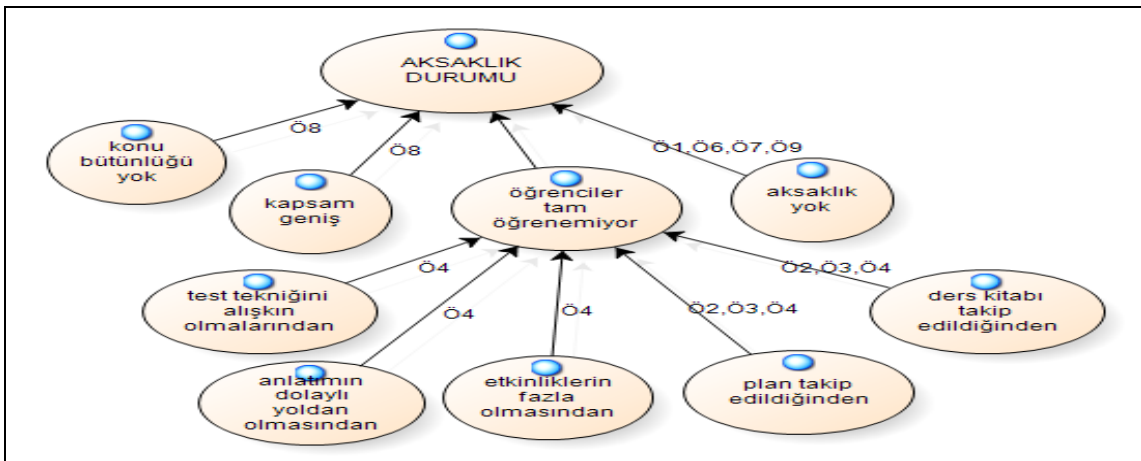 AKSAKLIK
DURUMU
Ö8
konu
bütünlüğü
yok
Ö8
kapsam
geniş
öğrenciler
tam
öğrenemiyor
Ö1,Ö6,Ö7,Ö9
aksaklık
yok
Ö4
test tekniğini
alışkın
olmalarından
Ö4
anlatımın
dolaylı
yoldan
olmasından
Ö4
etkinliklerin
fazla
olmasından
Ö2,Ö3,Ö4
plan takip
edildiğinden
Ö2,Ö3,Ö4
ders kitabı
takip
edildiğinden